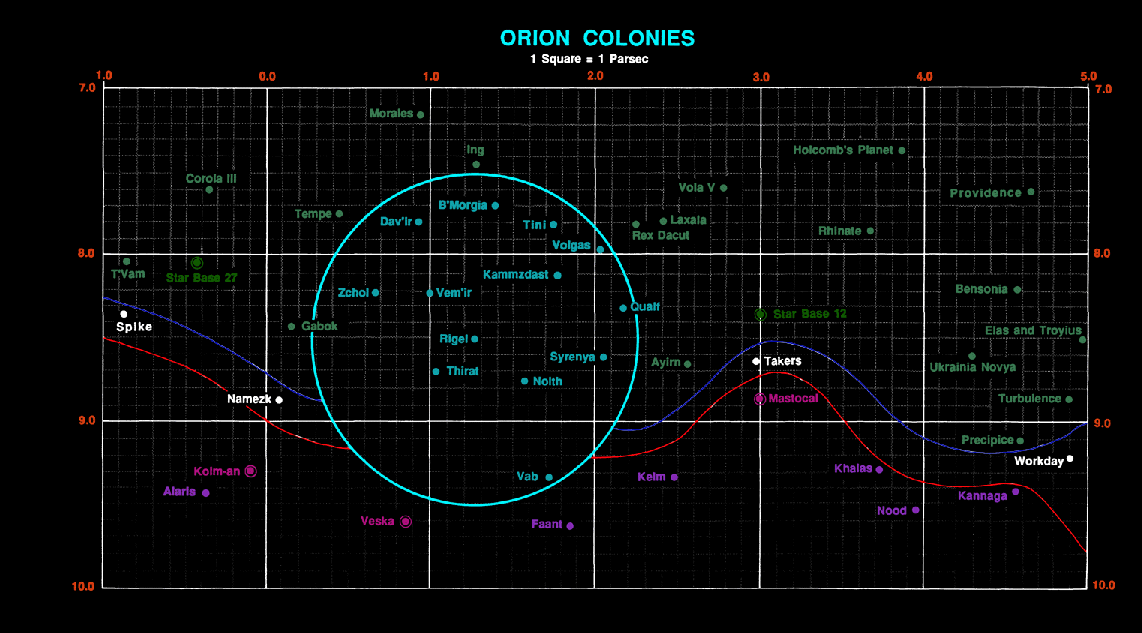 ORION COLONIES
1 Square = 1 Parsec
1.0 0.0 1.0 2.0 3.0 4.0 5.0
7.0 7.0
Morales
Ing
Holcomb's Planet
Corola III
Vola V
Providence
B'Morgia
Tempe
Dav'ir
Tini
Laxala
Rex Dacut
Rhinate
Volgas
8.0 8.0
T'Vam
Star Base 27
Kammzdast
Zchol
Vem'ir
Bensonia
Qualf
Star Base 12
Spike
Gabok
Elas and Troyius
Rigel
Syrenya
Ayirn
Takers
Ukrainia Novya
Thiral
Nolth
Namezk
Mastocal
Turbulence
9.0 9.0
Precipice
Workday
Kolm-an
Khalas
Vab
Kelm
Alaris
Kannaga
Nood
Veska
Faant
10.0 10.0